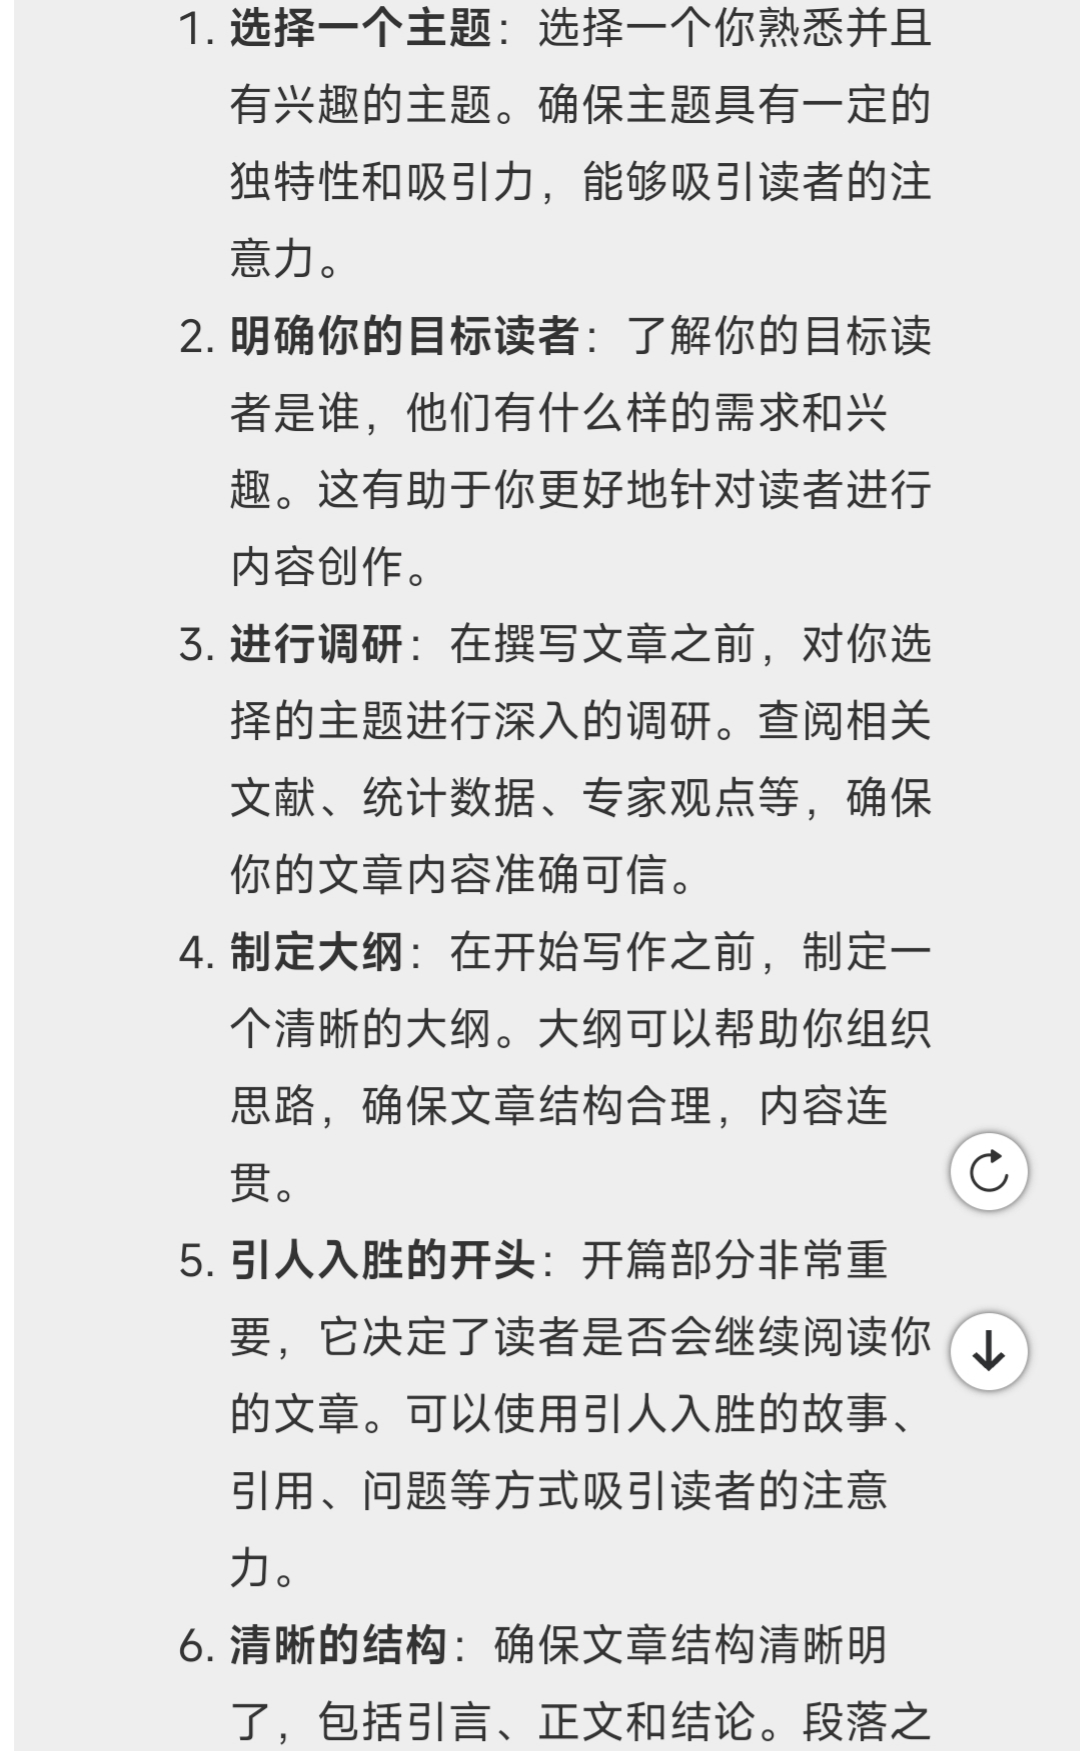 1. 选择一个主题：选择一个你熟悉并且
有兴趣的主题。确保主题具有一定的
独特性和吸引力，能够吸引读者的注
意力。
2. 明确你的目标读者：了解你的目标读
者是谁，他们有什么样的需求和兴
趣。这有助于你更好地针对读者进行
内容创作。
3. 进行调研：在撰写文章之前，对你选
择的主题进行深入的调研。查阅相关
文献、统计数据、专家观点等，确保
你的文章内容准确可信。
4. 制定大纲：在开始写作之前，制定一
个清晰的大纲。大纲可以帮助你组织
思路，确保文章结构合理，内容连
贯。
5. 引人入胜的开头：开篇部分非常重
要，它决定了读者是否会继续阅读你
的文章。可以使用引人入胜的故事、
引用、问题等方式吸引读者的注意
力。
6. 清晰的结构：确保文章结构清晰明
了，包括引言、正文和结论。段落之